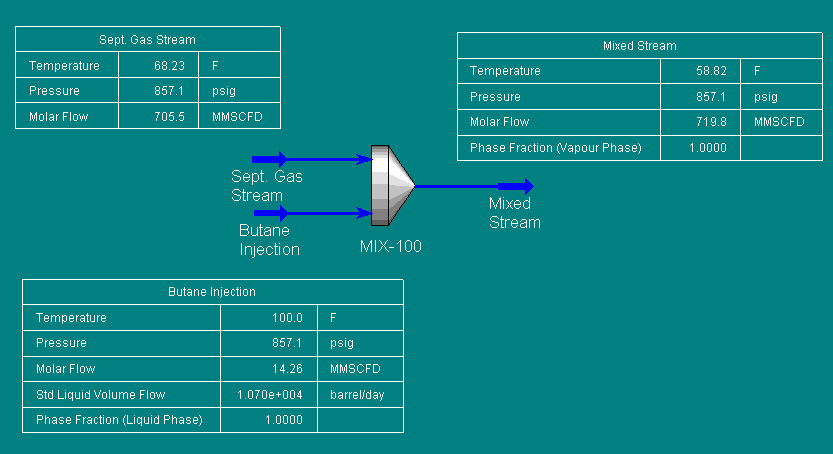 Sept. Gas Stream
Temperature 68.23 F
Pressure 857.1 psig
Molar Flow 705.5 MMSCFD
Mixed Stream
Temperature 58.82 F
Pressure 857.1 psig
Molar Flow 719.8 MMSCFD
Phase Fraction (Vapour Phase) 1.0000
Sept. Gas
Stream
Butane
Injection
MIX-100
Mixed
Stream
Butane Injection
Temperature 100.0 F
Pressure 857.1 psig
Molar Flow 14.26 MMSCFD
Std Liquid Volume Flow 1.070e+004 barrel/day
Phase Fraction (Liquid Phase) 1.0000